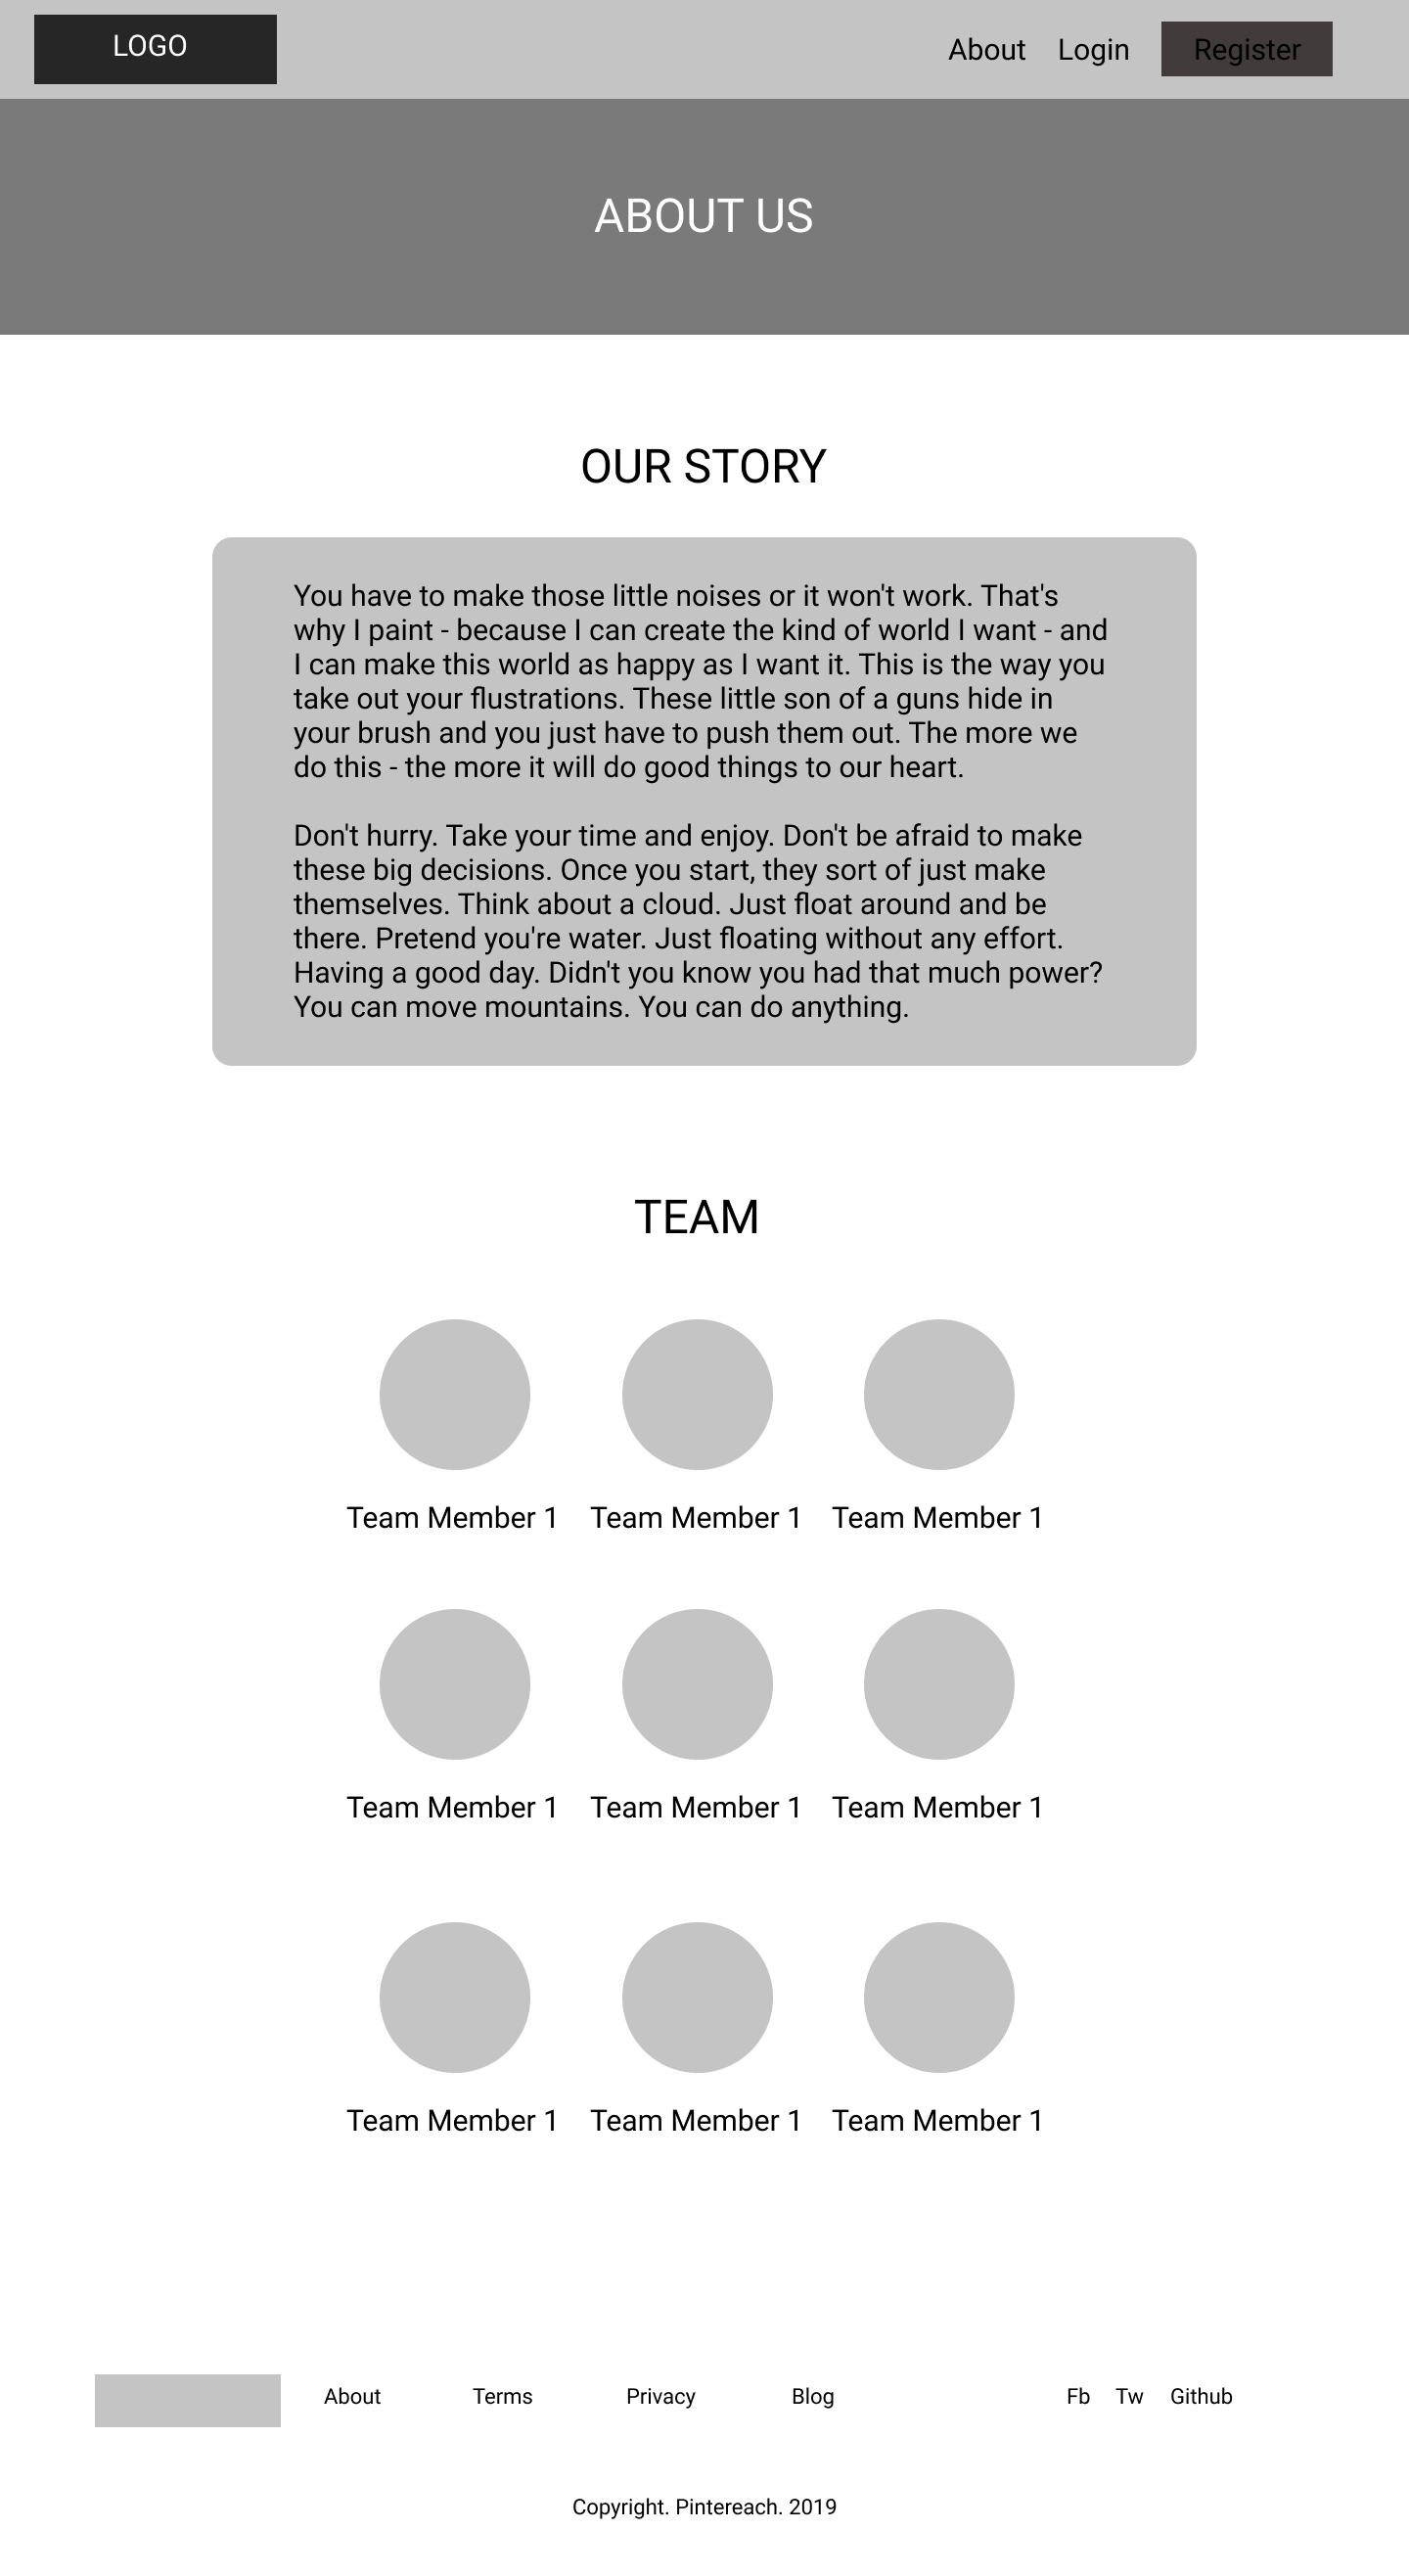 LOGO
About Login Register
ABOUT US
OUR STORY
You have to make those little noises or it won't work. That's
why I paint - because I can create the kind of world I want - and
I can make this world as happy as I want it. This is the way you
take out your flustrations. These little son of a guns hide in
your brush and you just have to push them out. The more we
do this - the more it will do good things to our heart.
Don't hurry. Take your time and enjoy. Don't be afraid to make
these big decisions. Once you start, they sort of just make
themselves. Think about a cloud. Just float around and be
there. Pretend you're water. Just floating without any effort.
Having a good day. Didn't you know you had that much power?
You can move mountains. You can do anything.
TEAM
Team Member 1 Team Member 1 Team Member 1
Team Member 1 Team Member 1 Team Member 1
Team Member 1 Team Member 1 Team Member 1
About Terms Privacy Blog Fb Tw Github
Copyright. Pintereach. 2019